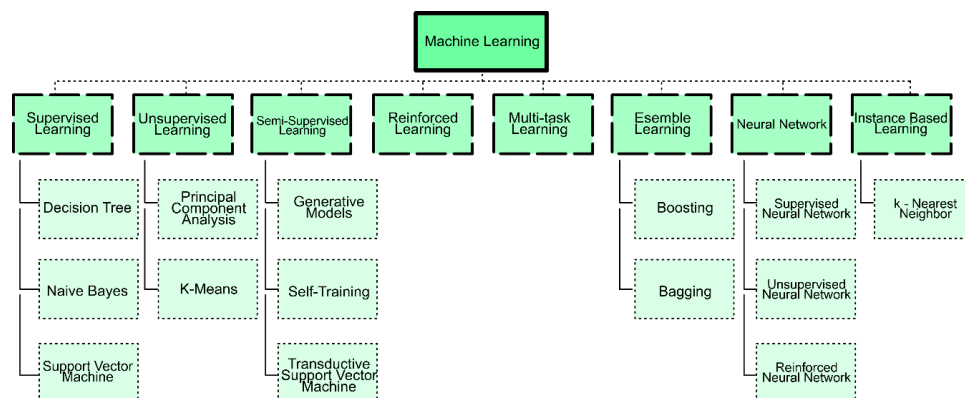 Machine Learning
Supervised
Learning
Unsupervised
Learning
Semi-Supervised
Learning
Reinforced
Learning
Multi-task
Learning
Esemble
Learning
Neural Network
Instance Based
Learning
Decision Tree
Principal
Component
Analysis
Generative
Models
Boosting
Supervised
Neural Network
k - Nearest
Neighbor
Naive Bayes
K-Means
Self-Training
Bagging
Unsupervised
Neural Network
Support Vector
Machine
Transductive
Support Vector
Machine
Reinforced
Neural Network